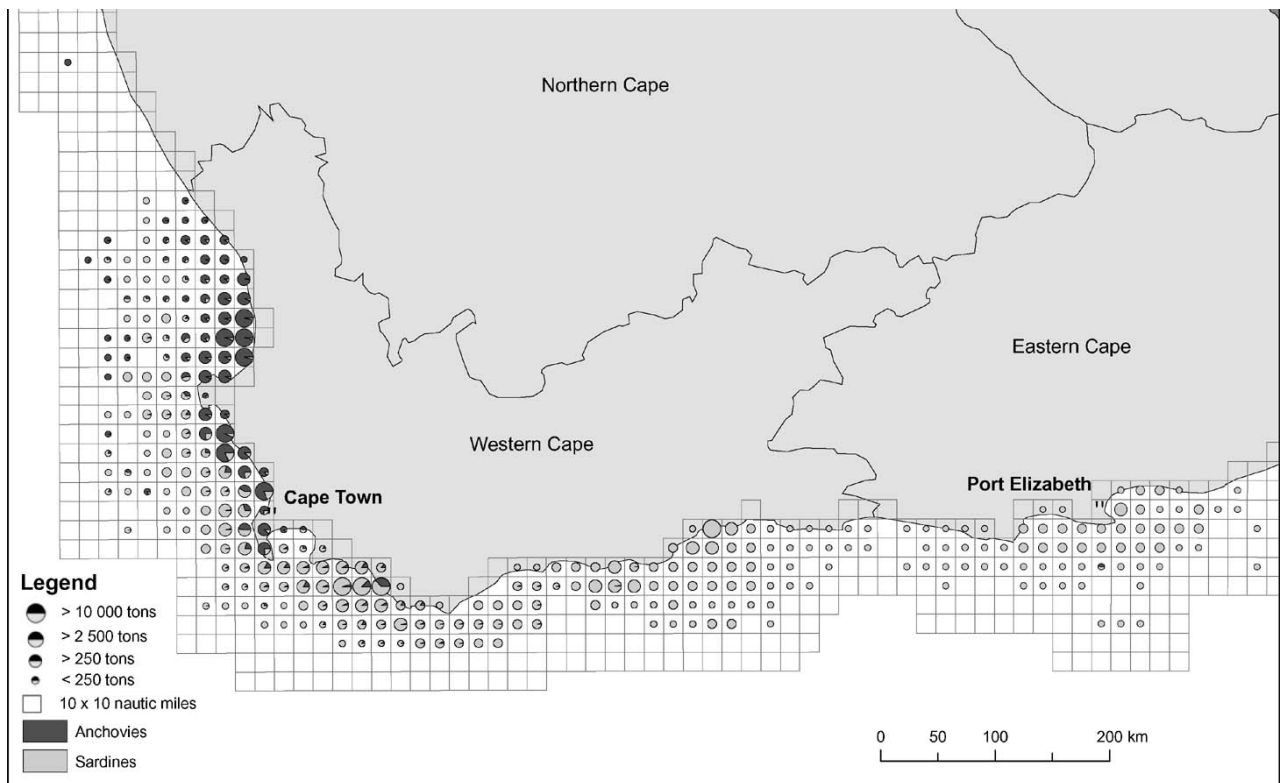 Northern Cape
Eastern Cape
Western Cape
Port Elizabeth
Cape Town
Legend
> 10 000 tons
> 2 500 tons
> 250 tons
< 250 tons
10 x 10 nautic miles
Anchovies
Sardines
0 50 100 200 km